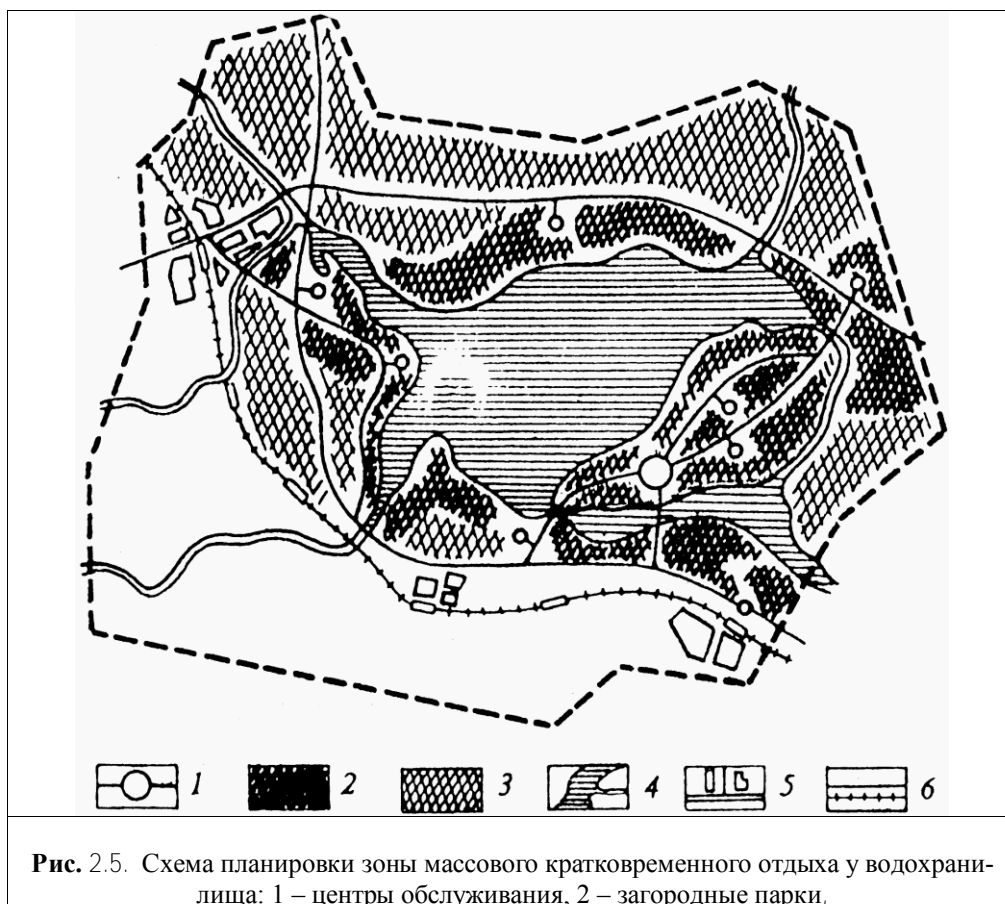 1 2 3 4 5 6
Рис. 2.5. Схема планировки зоны массового кратковременного отдыха у водохрани-
лища: 1 – центры обслуживания, 2 – загородные парки,